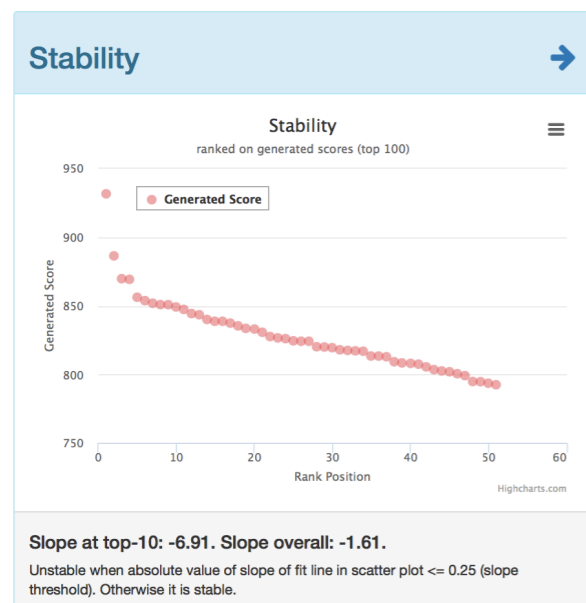 Stability
Stability
ranked on generated scores (top 100)
950
Generated Score
900
850
800
750
Generated Score
0 10 20 30 40 50 60
Rank Position
Highcharts.com
Slope at top-10: -6.91. Slope overall: -1.61.
Unstable when absolute value of slope of fit line in scatter plot <= 0.25 (slope
threshold). Otherwise it is stable.